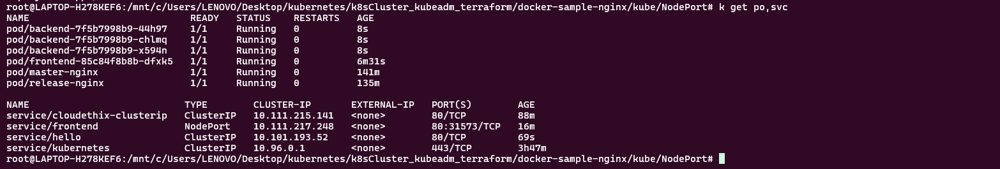 root@LAPTOP-H278KEF6:/mnt/c/Users/LENOVO/Desktop/kubernetes/k8sCluster_kubeadm_terraform/docker-sample-nginx/kube/NodePort# k get po,svc
NAME READY STATUS RESTARTS AGE
pod/backend-7f5b7998b9-44h97 1/1 Running 0 8s
pod/backend-7f5b7998b9-chlmq 1/1 Running 0 8s
pod/backend-7f5b7998b9-x594n 1/1 Running 0 8s
pod/frontend-85c84f8b8b-dfxk5 1/1 Running 0 6m31s
pod/master-nginx 1/1 Running 0 141m
pod/release-nginx 1/1 Running 0 135m
NAME TYPE CLUSTER-IP EXTERNAL-IP PORT(S) AGE
service/cloudethix-clusterip ClusterIP 10.111.215.141 <none> 80/TCP 88m
service/frontend NodePort 10.111.217.248 <none> 80:31573/TCP 16m
service/hello ClusterIP 10.101.193.52 <none> 80/TCP 69s
service/kubernetes ClusterIP 10.96.0.1 <none> 443/TCP 3h47m
root@LAPTOP-H278KEF6:/mnt/c/Users/LENOVO/Desktop/kubernetes/k8sCluster_kubeadm_terraform/docker-sample-nginx/kube/NodePort#